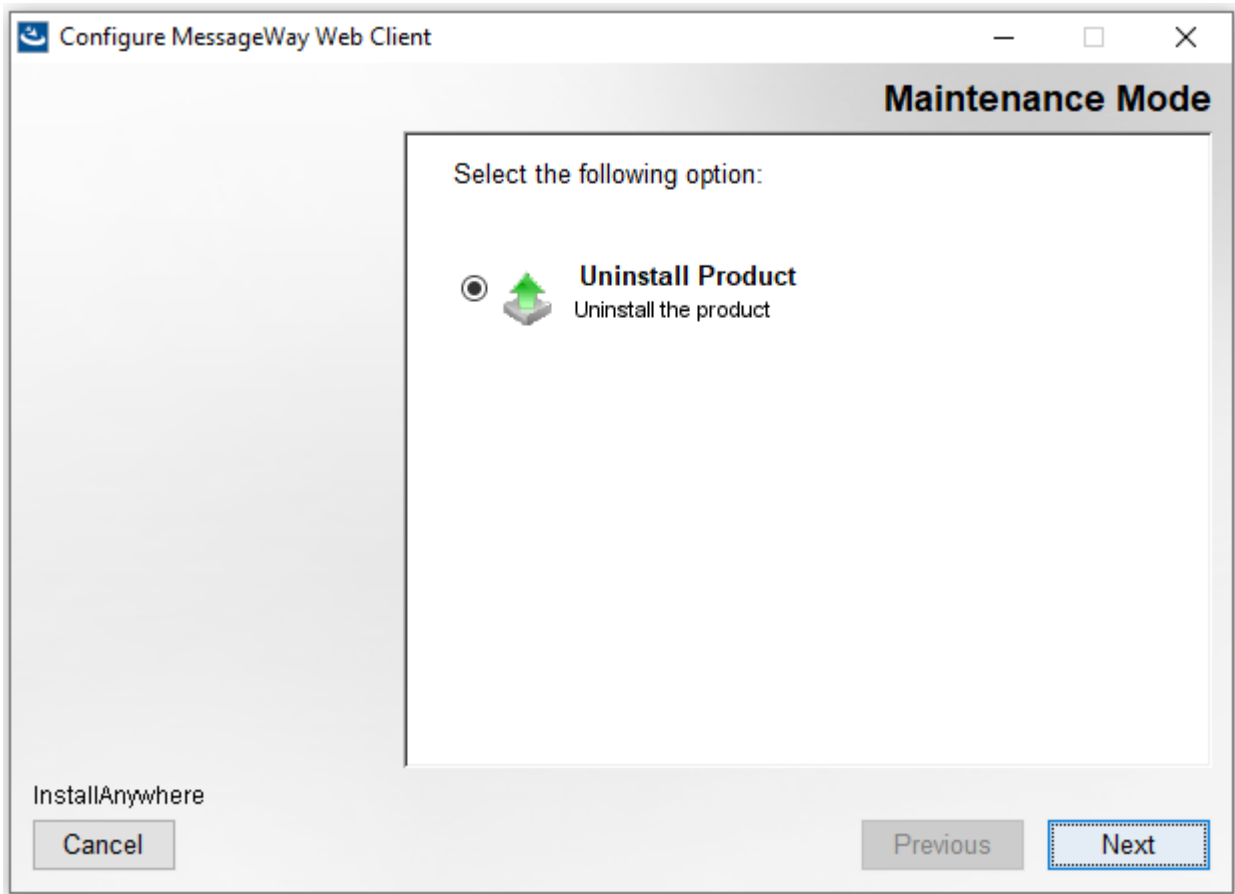 Configure MessageWay Web Client
Maintenance Mode
Select the following option:
Uninstall Product
Uninstall the product
InstallAnywhere
Cancel
Previous
Next